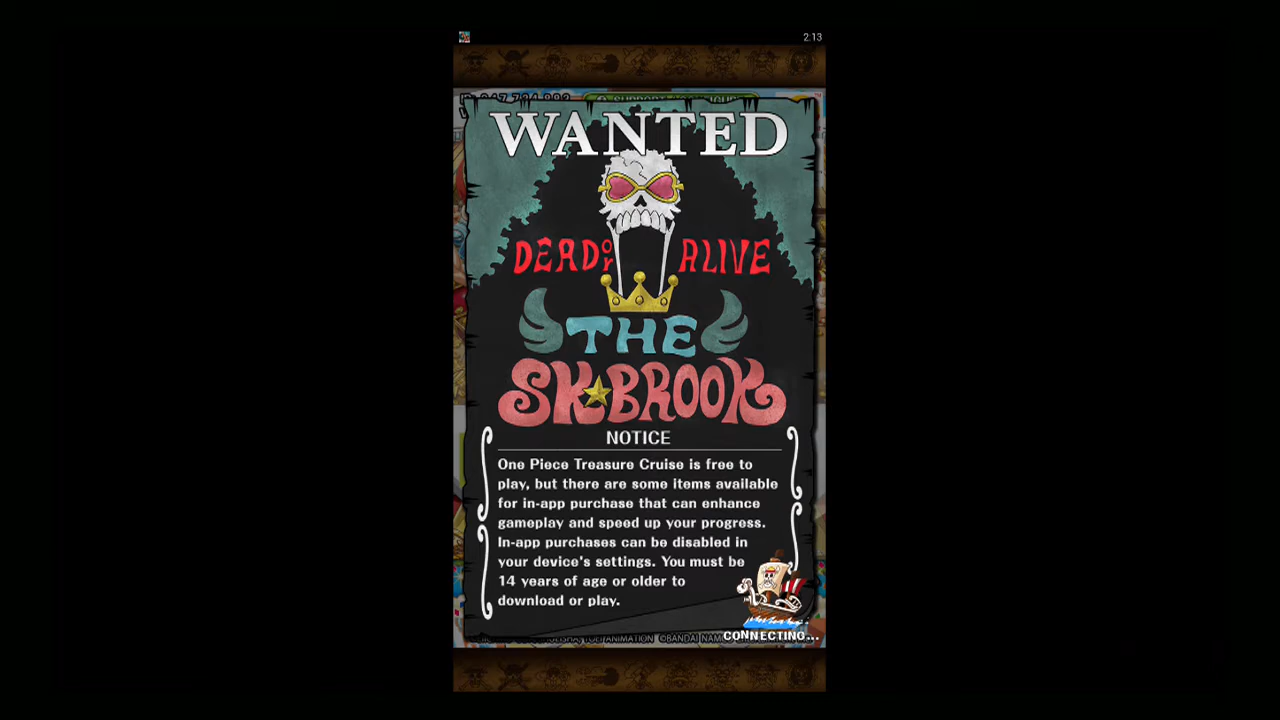 2:13
WANTED
DEAD or ALIVE
THE
SK★BROOK
NOTICE
One Piece Treasure Cruise is free to
play, but there are some items available
for in-app purchase that can enhance
gameplay and speed up your progress.
In-app purchases can be disabled in
your device's settings. You must be
14 years of age or older to
download or play.
TOEI ANIMATION ©BANDAI
CONNECTING...